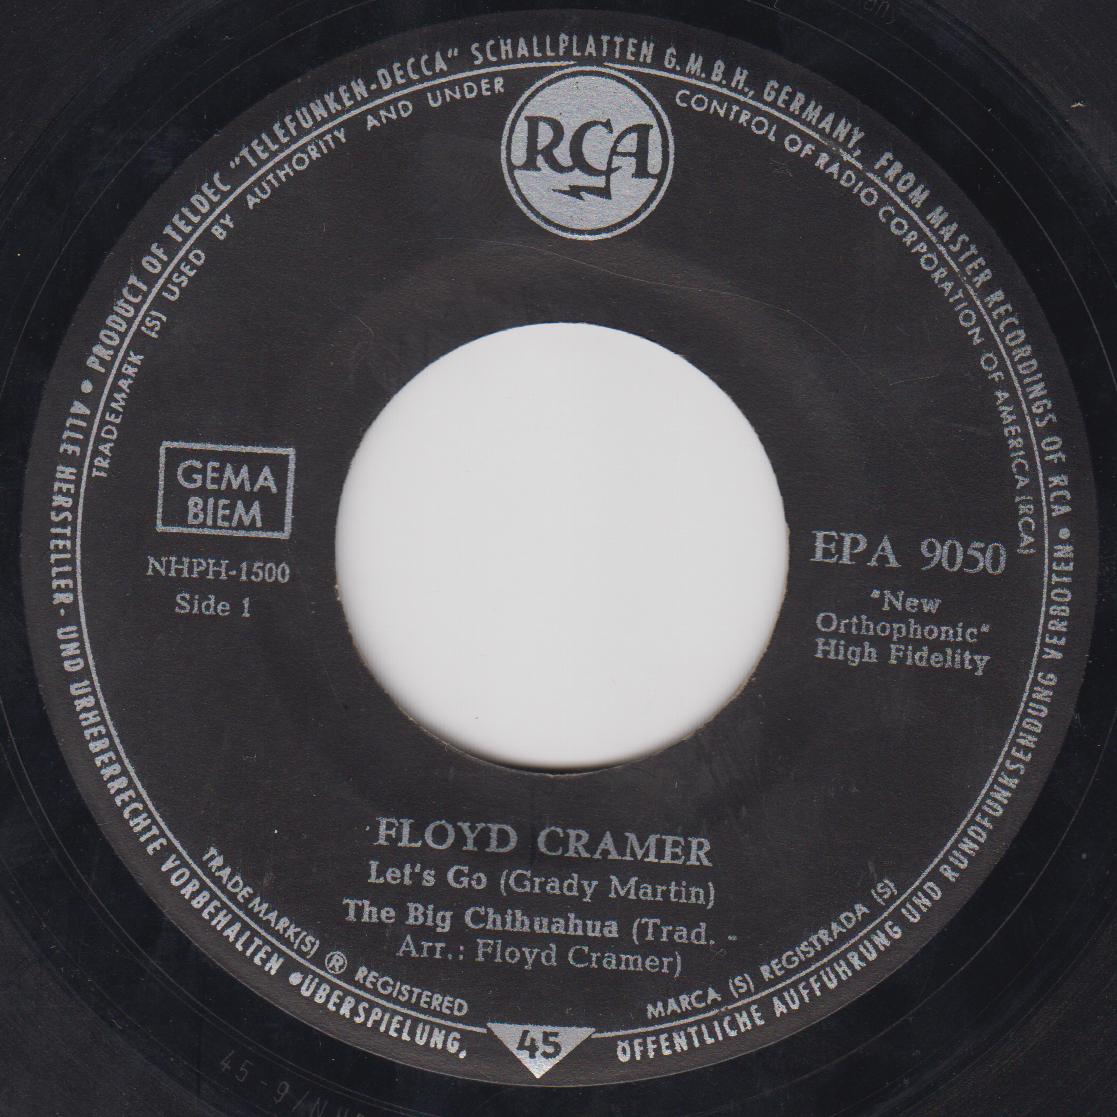 • PRODUCT OF TELDEC "TELEFUNKEN-DECCA" SCHALLPLATTEN G.M.B.H., GERMANY, FROM MASTER RECORDINGS OF RCA •
TRADEMARK (S) USED BY AUTHORITY AND UNDER CONTROL OF RADIO CORPORATION OF AMERICA (RCA)
RCA
GEMA
BIEM
NHPH-1500
Side 1
EPA 9050
"New
Orthophonic"
High Fidelity
FLOYD CRAMER
Let's Go (Grady Martin)
The Big Chihuahua (Trad. -
Arr.: Floyd Cramer)
TRADEMARK(S) ® REGISTERED
MARCA (S) REGISTRADA (S)
45
ALLE HERSTELLER- UND URHEBERRECHTE VORBEHALTEN • ÜBERSPIELUNG, ÖFFENTLICHE AUFFÜHRUNG UND RUNDFUNKSENDUNG VERBOTEN
45-9/N